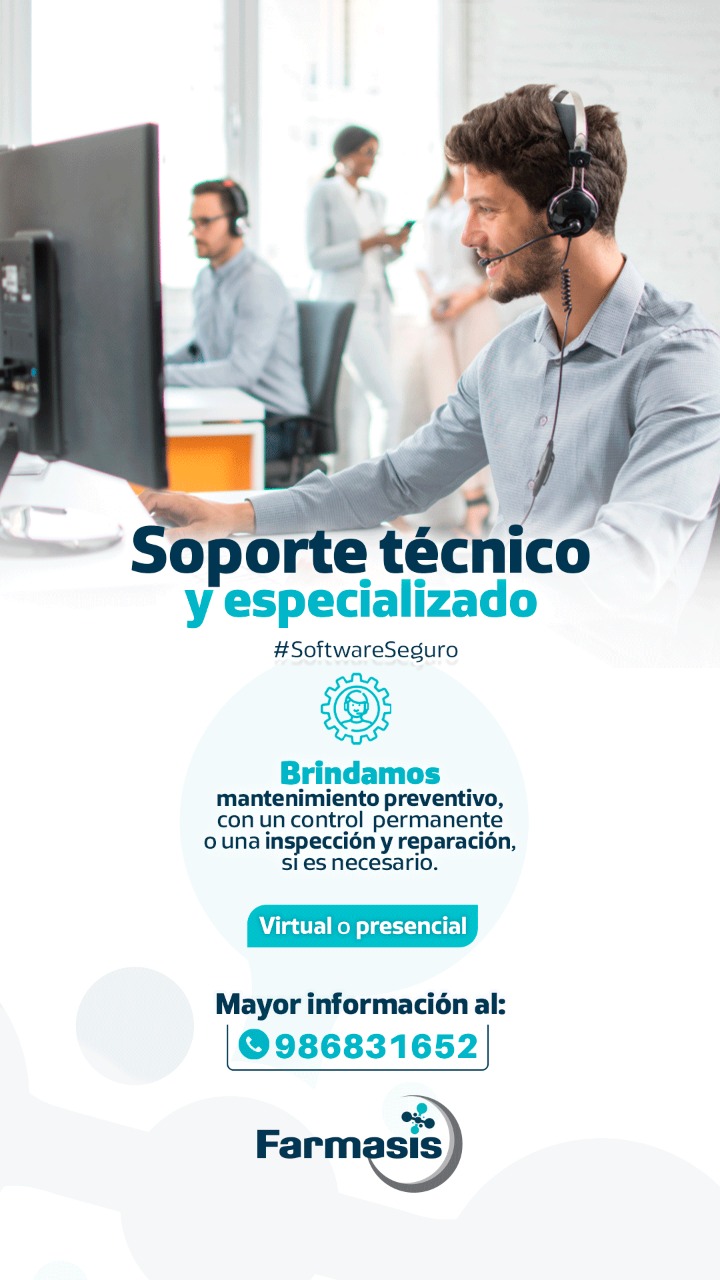 Soporte técnico
y especializado
#SoftwareSeguro
Brindamos
mantenimiento preventivo,
con un control permanente
o una inspección y reparación,
si es necesario.
Virtual o presencial
Mayor información al:
986831652
Farmasis